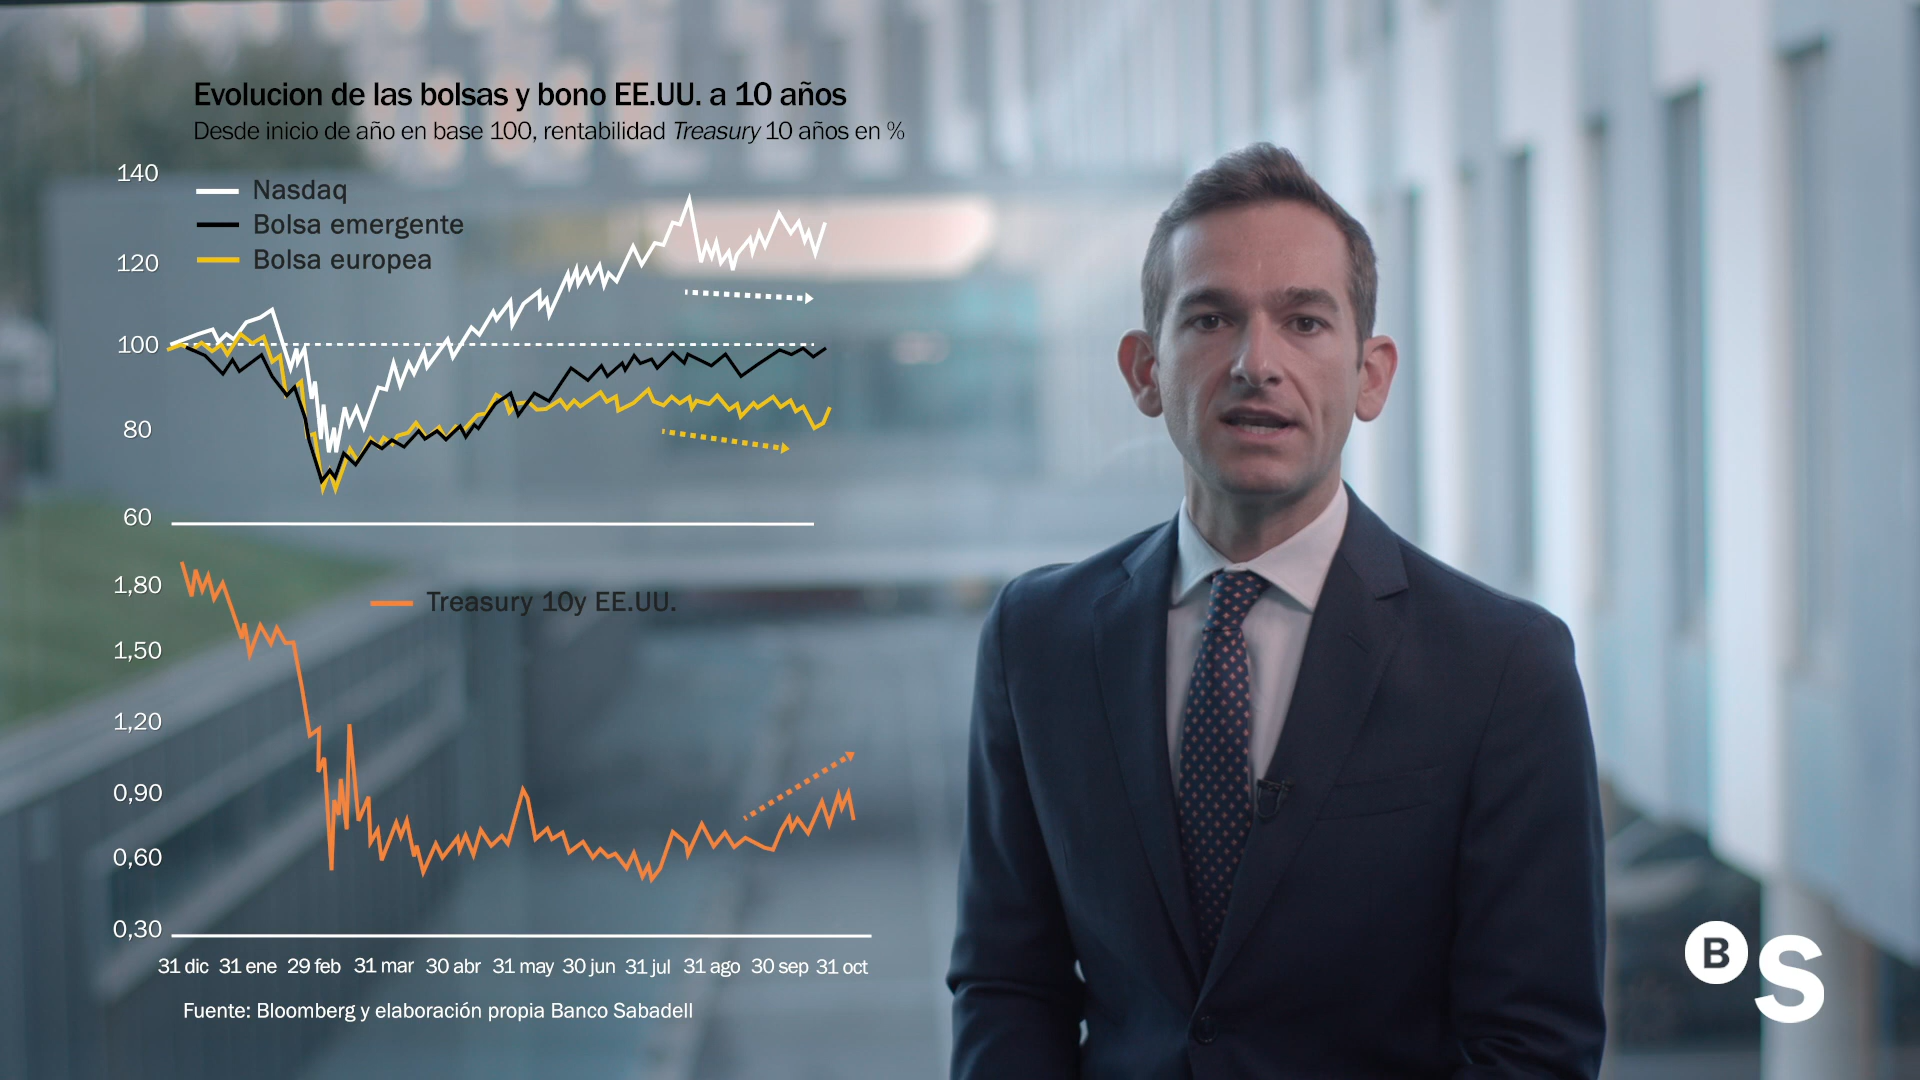 Evolucion de las bolsas y bono EE.UU. a 10 años
Desde inicio de año en base 100, rentabilidad Treasury 10 años en %
140
Nasdaq
Bolsa emergente
120
Bolsa europea
100
80
60
1,80
Treasury 10y EE.UU.
1,50
1,20
0,90
0,60
0,30
31 dic 31 ene 29 feb 31 mar 30 abr 31 may 30 jun 31 jul 31 ago 30 sep 31 oct
Fuente: Bloomberg y elaboración propia Banco Sabadell
B S